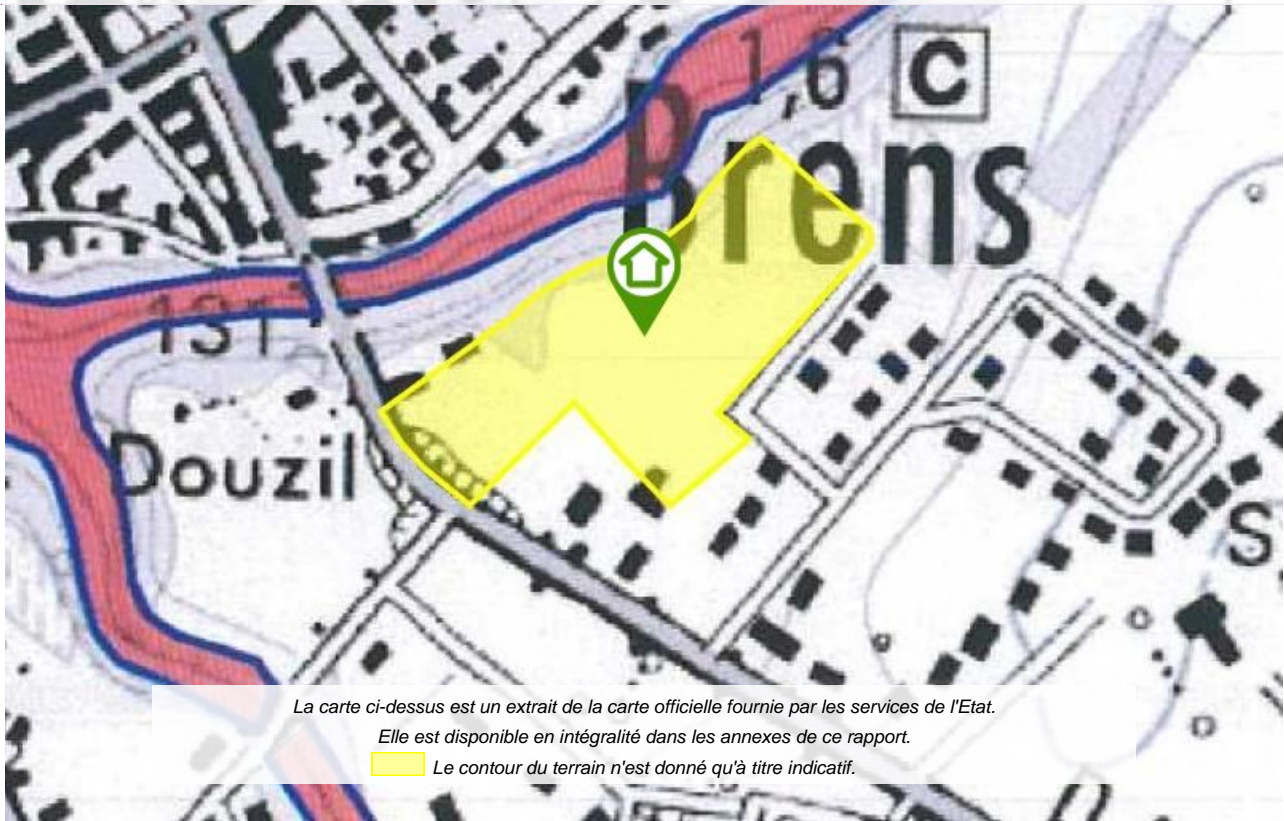 1,6 C
Brens
131
Douzil
S
La carte ci-dessus est un extrait de la carte officielle fournie par les services de l'Etat.
Elle est disponible en intégralité dans les annexes de ce rapport.
Le contour du terrain n'est donné qu'à titre indicatif.